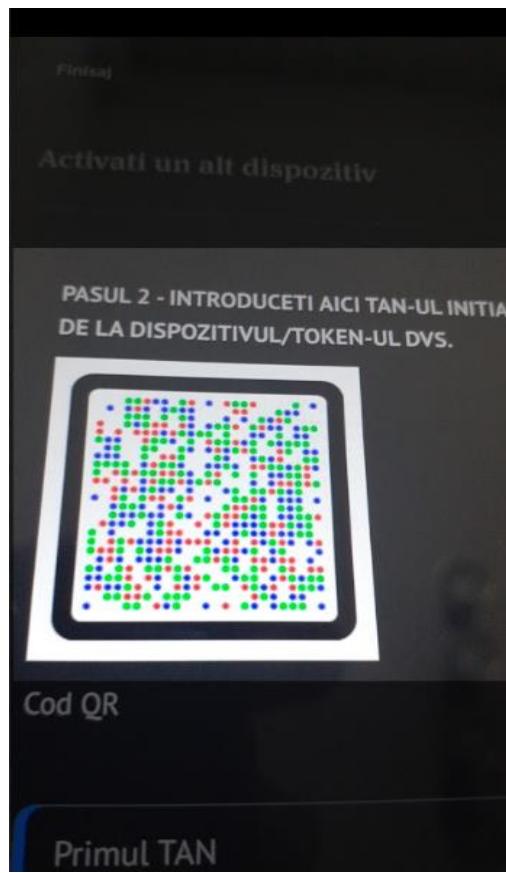 Finisaj
Activati un alt dispozitiv
PASUL 2 - INTRODUCETI AICI TAN-UL INITIA
DE LA DISPOZITIVUL/TOKEN-UL DVS.
Cod QR
Primul TAN